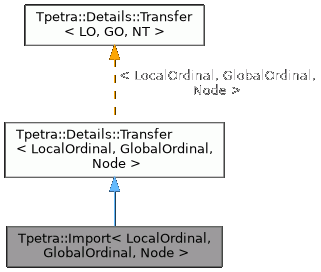 Tpetra::Details::Transfer
< LO, GO, NT >
< LocalOrdinal, GlobalOrdinal,
Node >
Tpetra::Details::Transfer
< LocalOrdinal, GlobalOrdinal,
Node >
Tpetra::Import< LocalOrdinal,
GlobalOrdinal, Node >